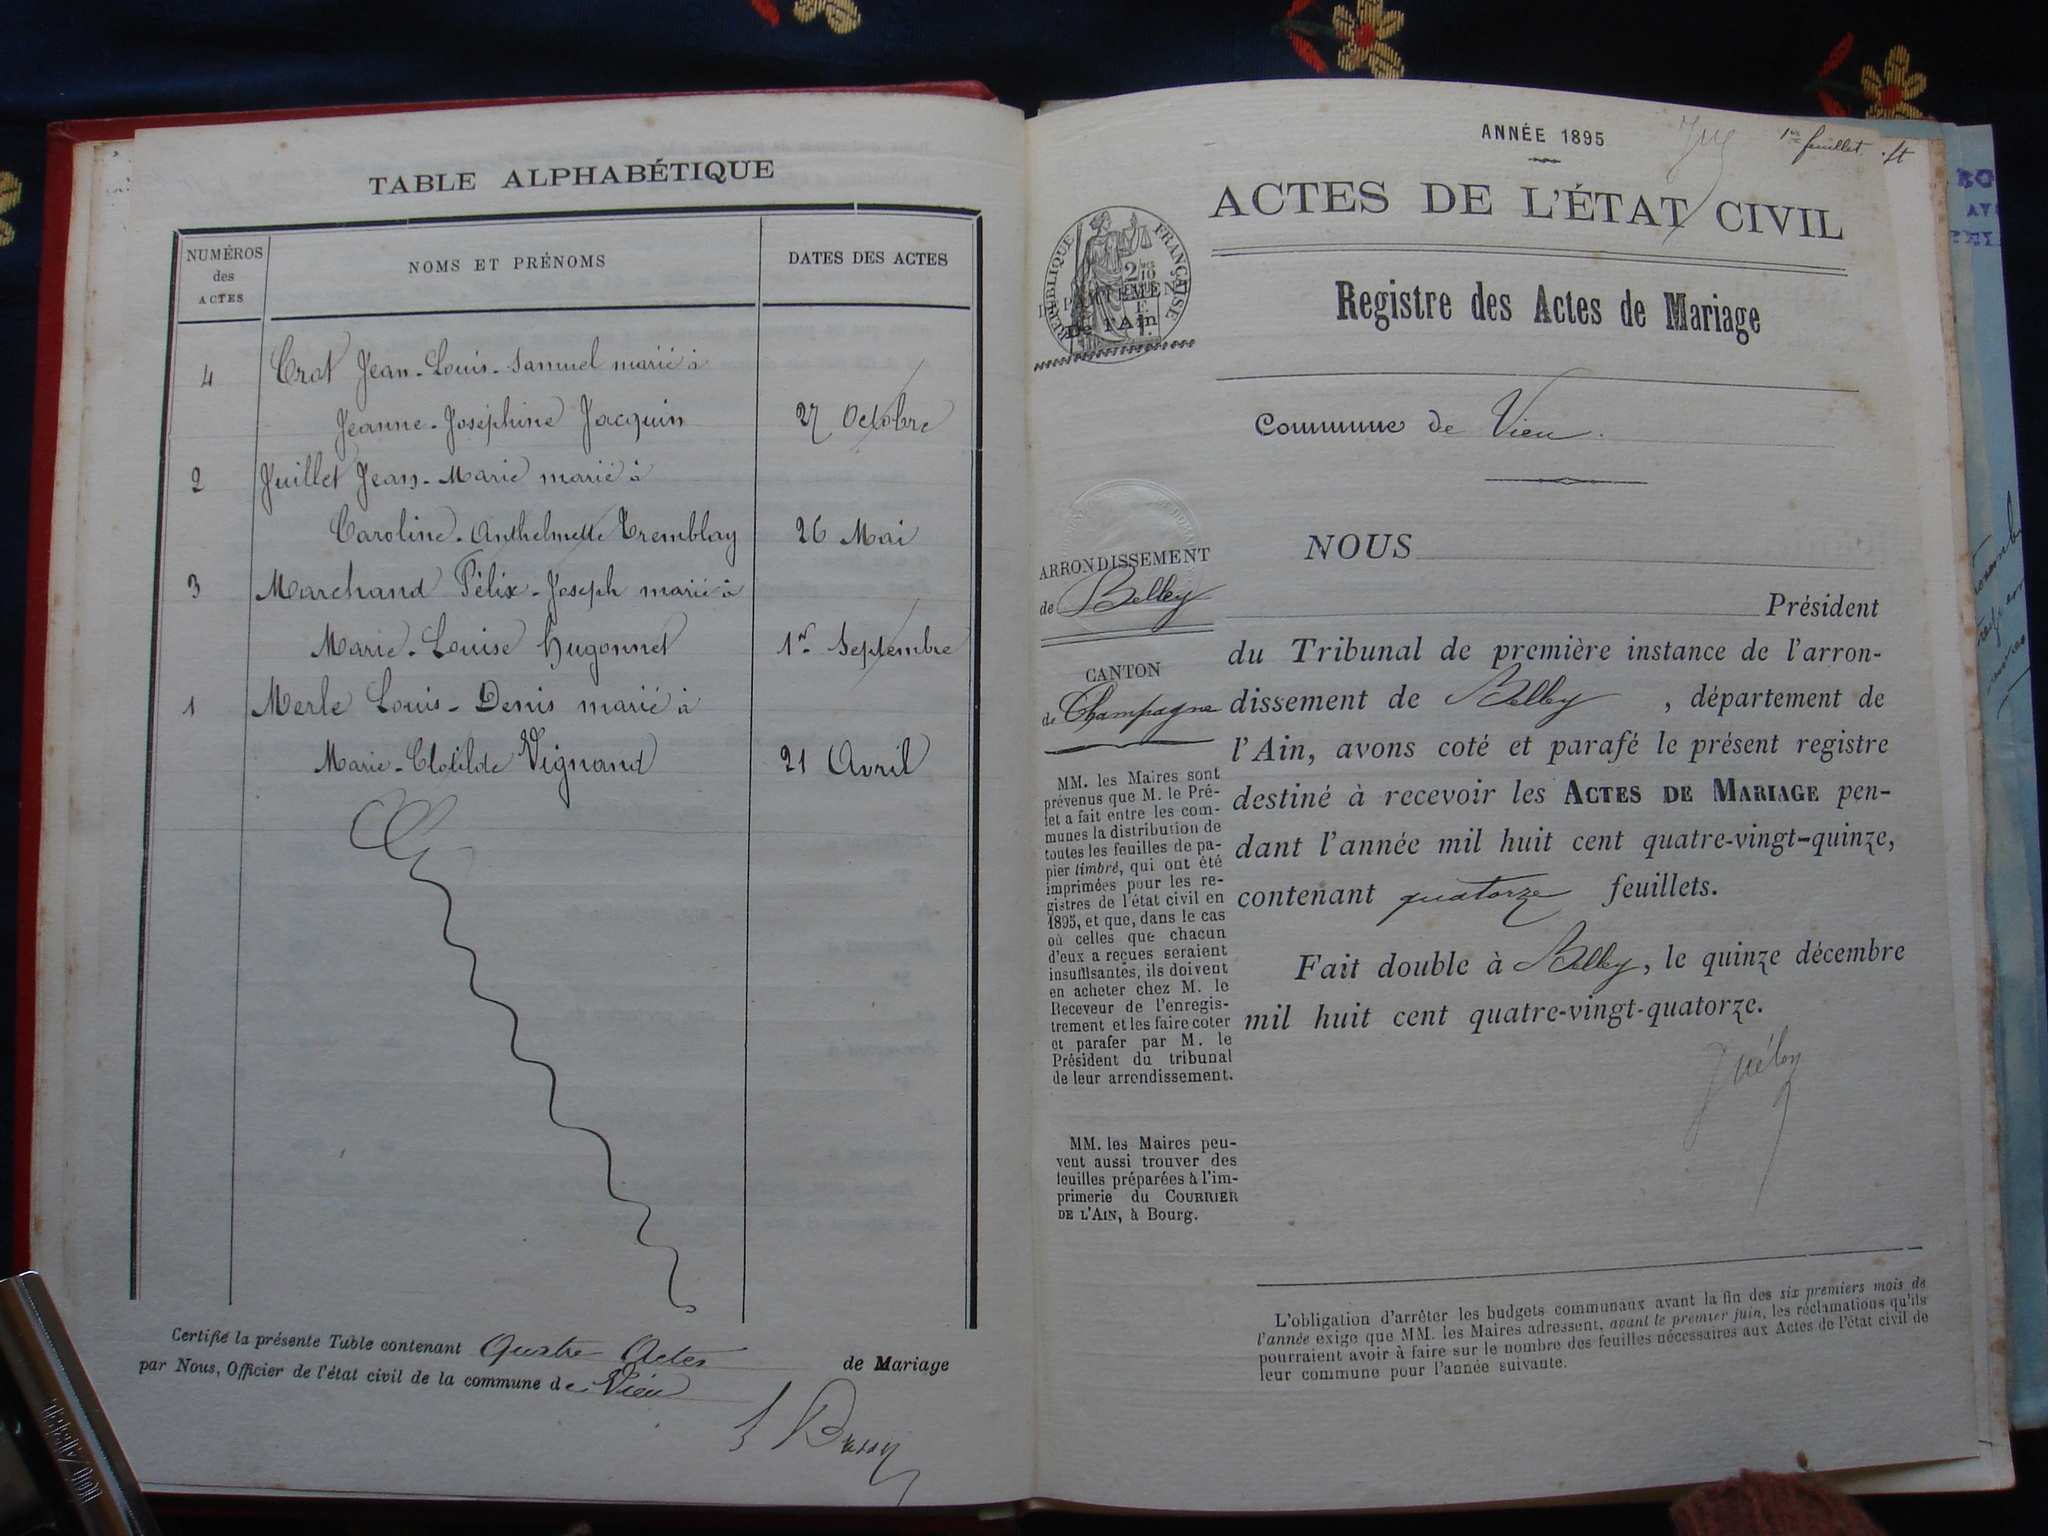 TABLE ALPHABÉTIQUE
NUMÉROS
des
ACTES
NOMS ET PRÉNOMS
DATES DES ACTES
4 Crot Jean-Louis-Samuel marié à
Jeanne-Joséphine Jacquin 27 Octobre
2 Juillet Jean-Marie marié à
Caroline-Anthelmette Tremblay 26 Mai
3 Marchand Félix-Joseph marié à
Marie-Louise Hugonnet 1er Septembre
1 Merle Louis-Denis marié à
Marie-Clotilde Vignand 21 Avril
Certifié la présente Table contenant Quatre Actes de Mariage
par Nous, Officier de l'état civil de la commune de Vieu
ANNÉE 1895
1er feuillet
ACTES DE L'ÉTAT CIVIL
RÉPUBLIQUE FRANÇAISE
De l'Ain
Registre des Actes de Mariage
Commune de Vieu.
ARRONDISSEMENT
de Belley
CANTON
de Champagne
MM. les Maires sont
prévenus que M. le Pré-
fet a fait entre les com-
munes la distribution de
toutes les feuilles de pa-
pier timbré, qui ont été
imprimées pour les re-
gistres de l'état civil en
1895, et que, dans le cas
où celles que chacun
d'eux a reçues seraient
insuffisantes, ils doivent
en acheter chez M. le
Receveur de l'enregis-
trement et les faire coter
et parafer par M. le
Président du tribunal
de leur arrondissement.
MM. les Maires peu-
vent aussi trouver des
feuilles préparées à l'im-
primerie du COURRIER
DE L'AIN, à Bourg.
NOUS
Président
du Tribunal de première instance de l'arron-
dissement de Belley, département de
l'Ain, avons coté et parafé le présent registre
destiné à recevoir les ACTES DE MARIAGE pen-
dant l'année mil huit cent quatre-vingt-quinze,
contenant quatorze feuillets.
Fait double à Belley, le quinze décembre
mil huit cent quatre-vingt-quatorze.
L'obligation d'arrêter les budgets communaux avant la fin des six premiers mois de
l'année exige que MM. les Maires adressent, avant le premier juin, les réclamations qu'ils
pourraient avoir à faire sur le nombre des feuilles nécessaires aux Actes de l'état civil de
leur commune pour l'année suivante.